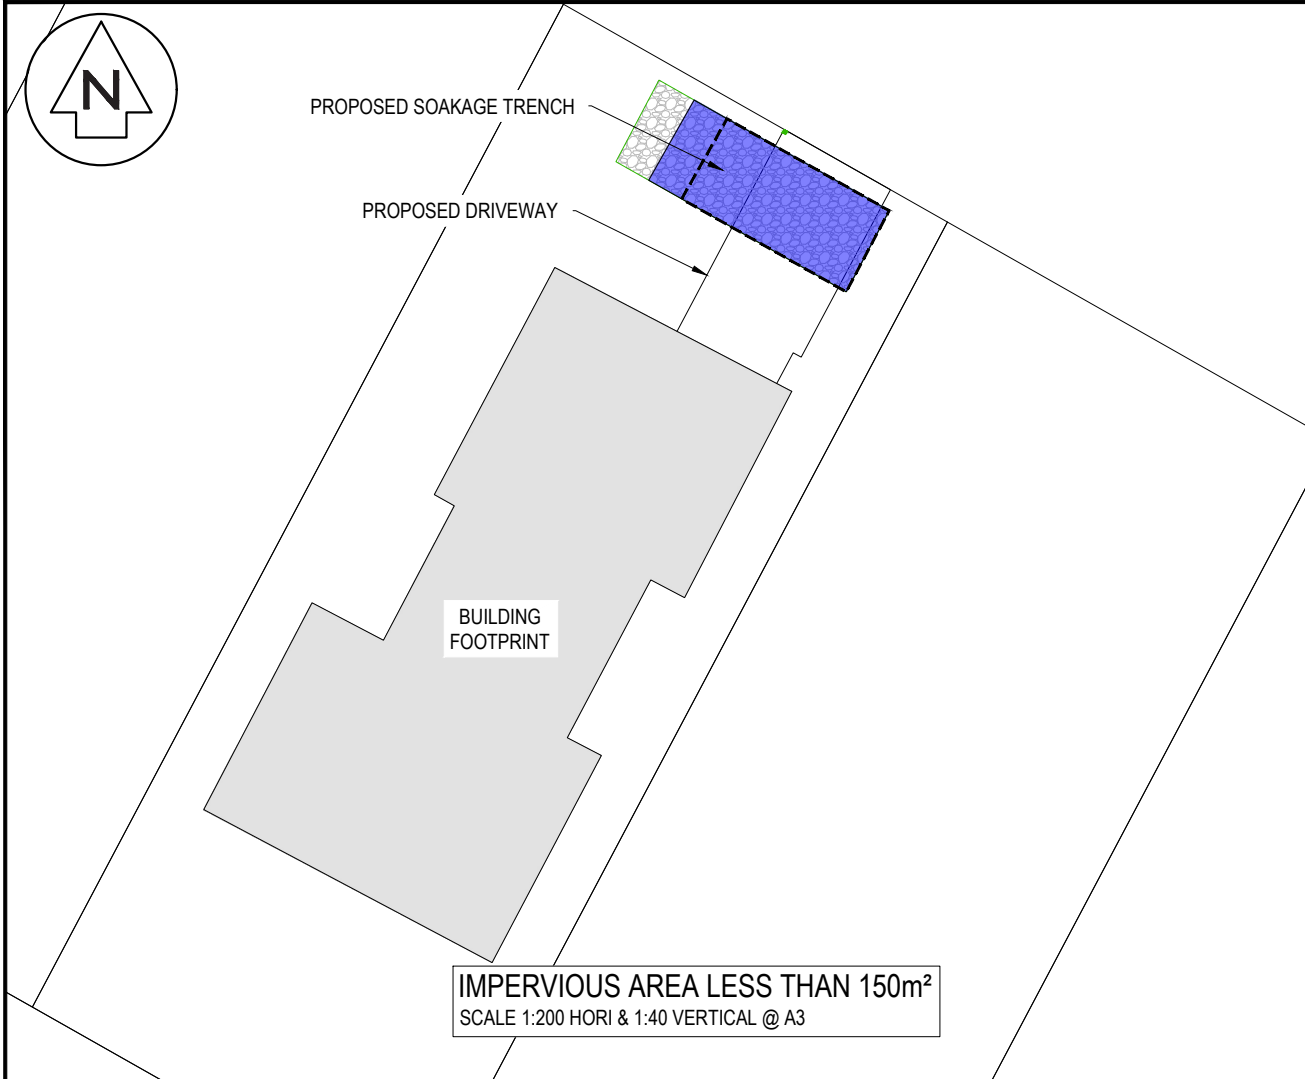 N
PROPOSED SOAKAGE TRENCH
PROPOSED DRIVEWAY
BUILDING
FOOTPRINT
IMPERVIOUS AREA LESS THAN 150m²
SCALE 1:200 HORI & 1:40 VERTICAL @ A3